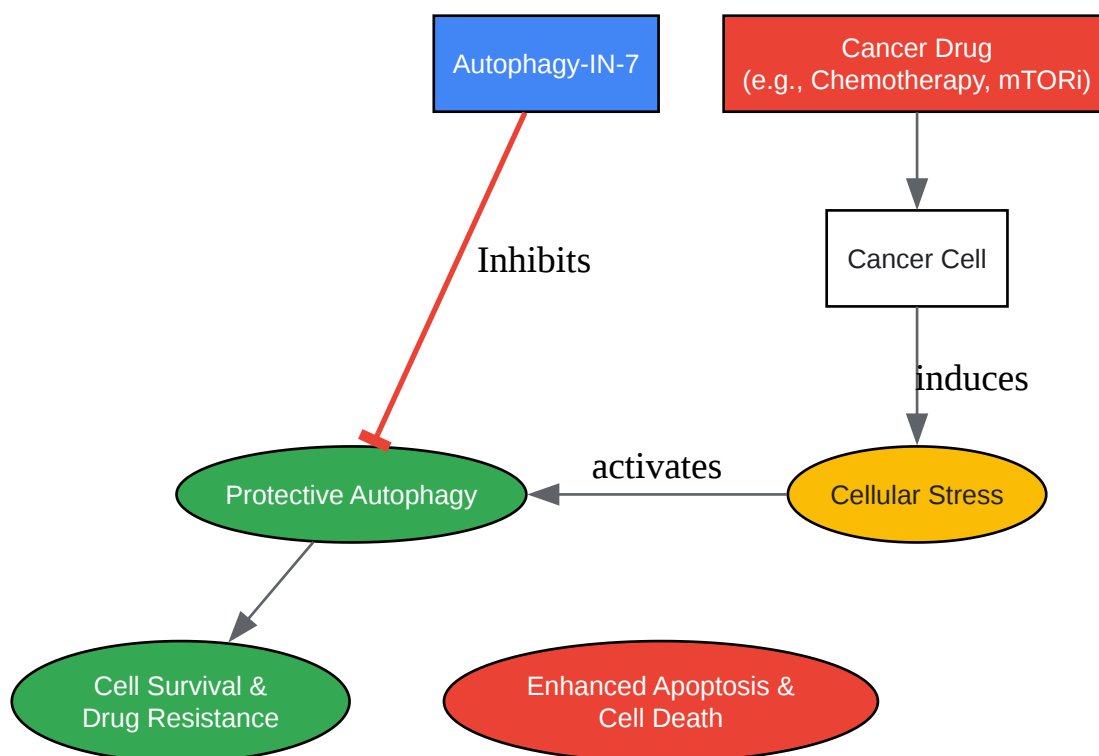 Autophagy-IN-7
Cancer Drug
(e.g., Chemotherapy, mTORi)
Inhibits
Cancer Cell
induces
activates
Protective Autophagy
Cellular Stress
Cell Survival &
Drug Resistance
Enhanced Apoptosis &
Cell Death